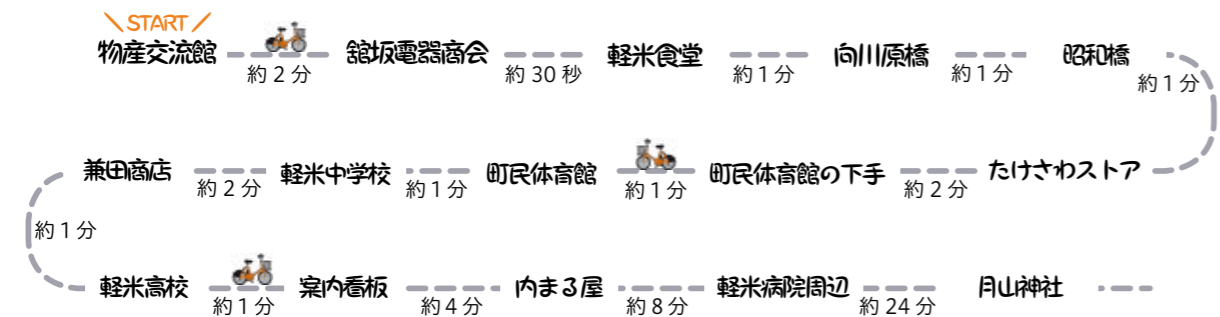 START
物産交流館 舘坂電器商会 軽米食堂 向川原橋 昭和橋
約2分 約30秒 約1分 約1分 約1分
兼田商店 軽米中学校 町民体育館 町民体育館の下手 たけさわストア
約2分 約1分 約1分 約2分
約1分
軽米高校 案内看板 内まる屋 軽米病院周辺 月山神社
約1分 約4分 約8分 約24分